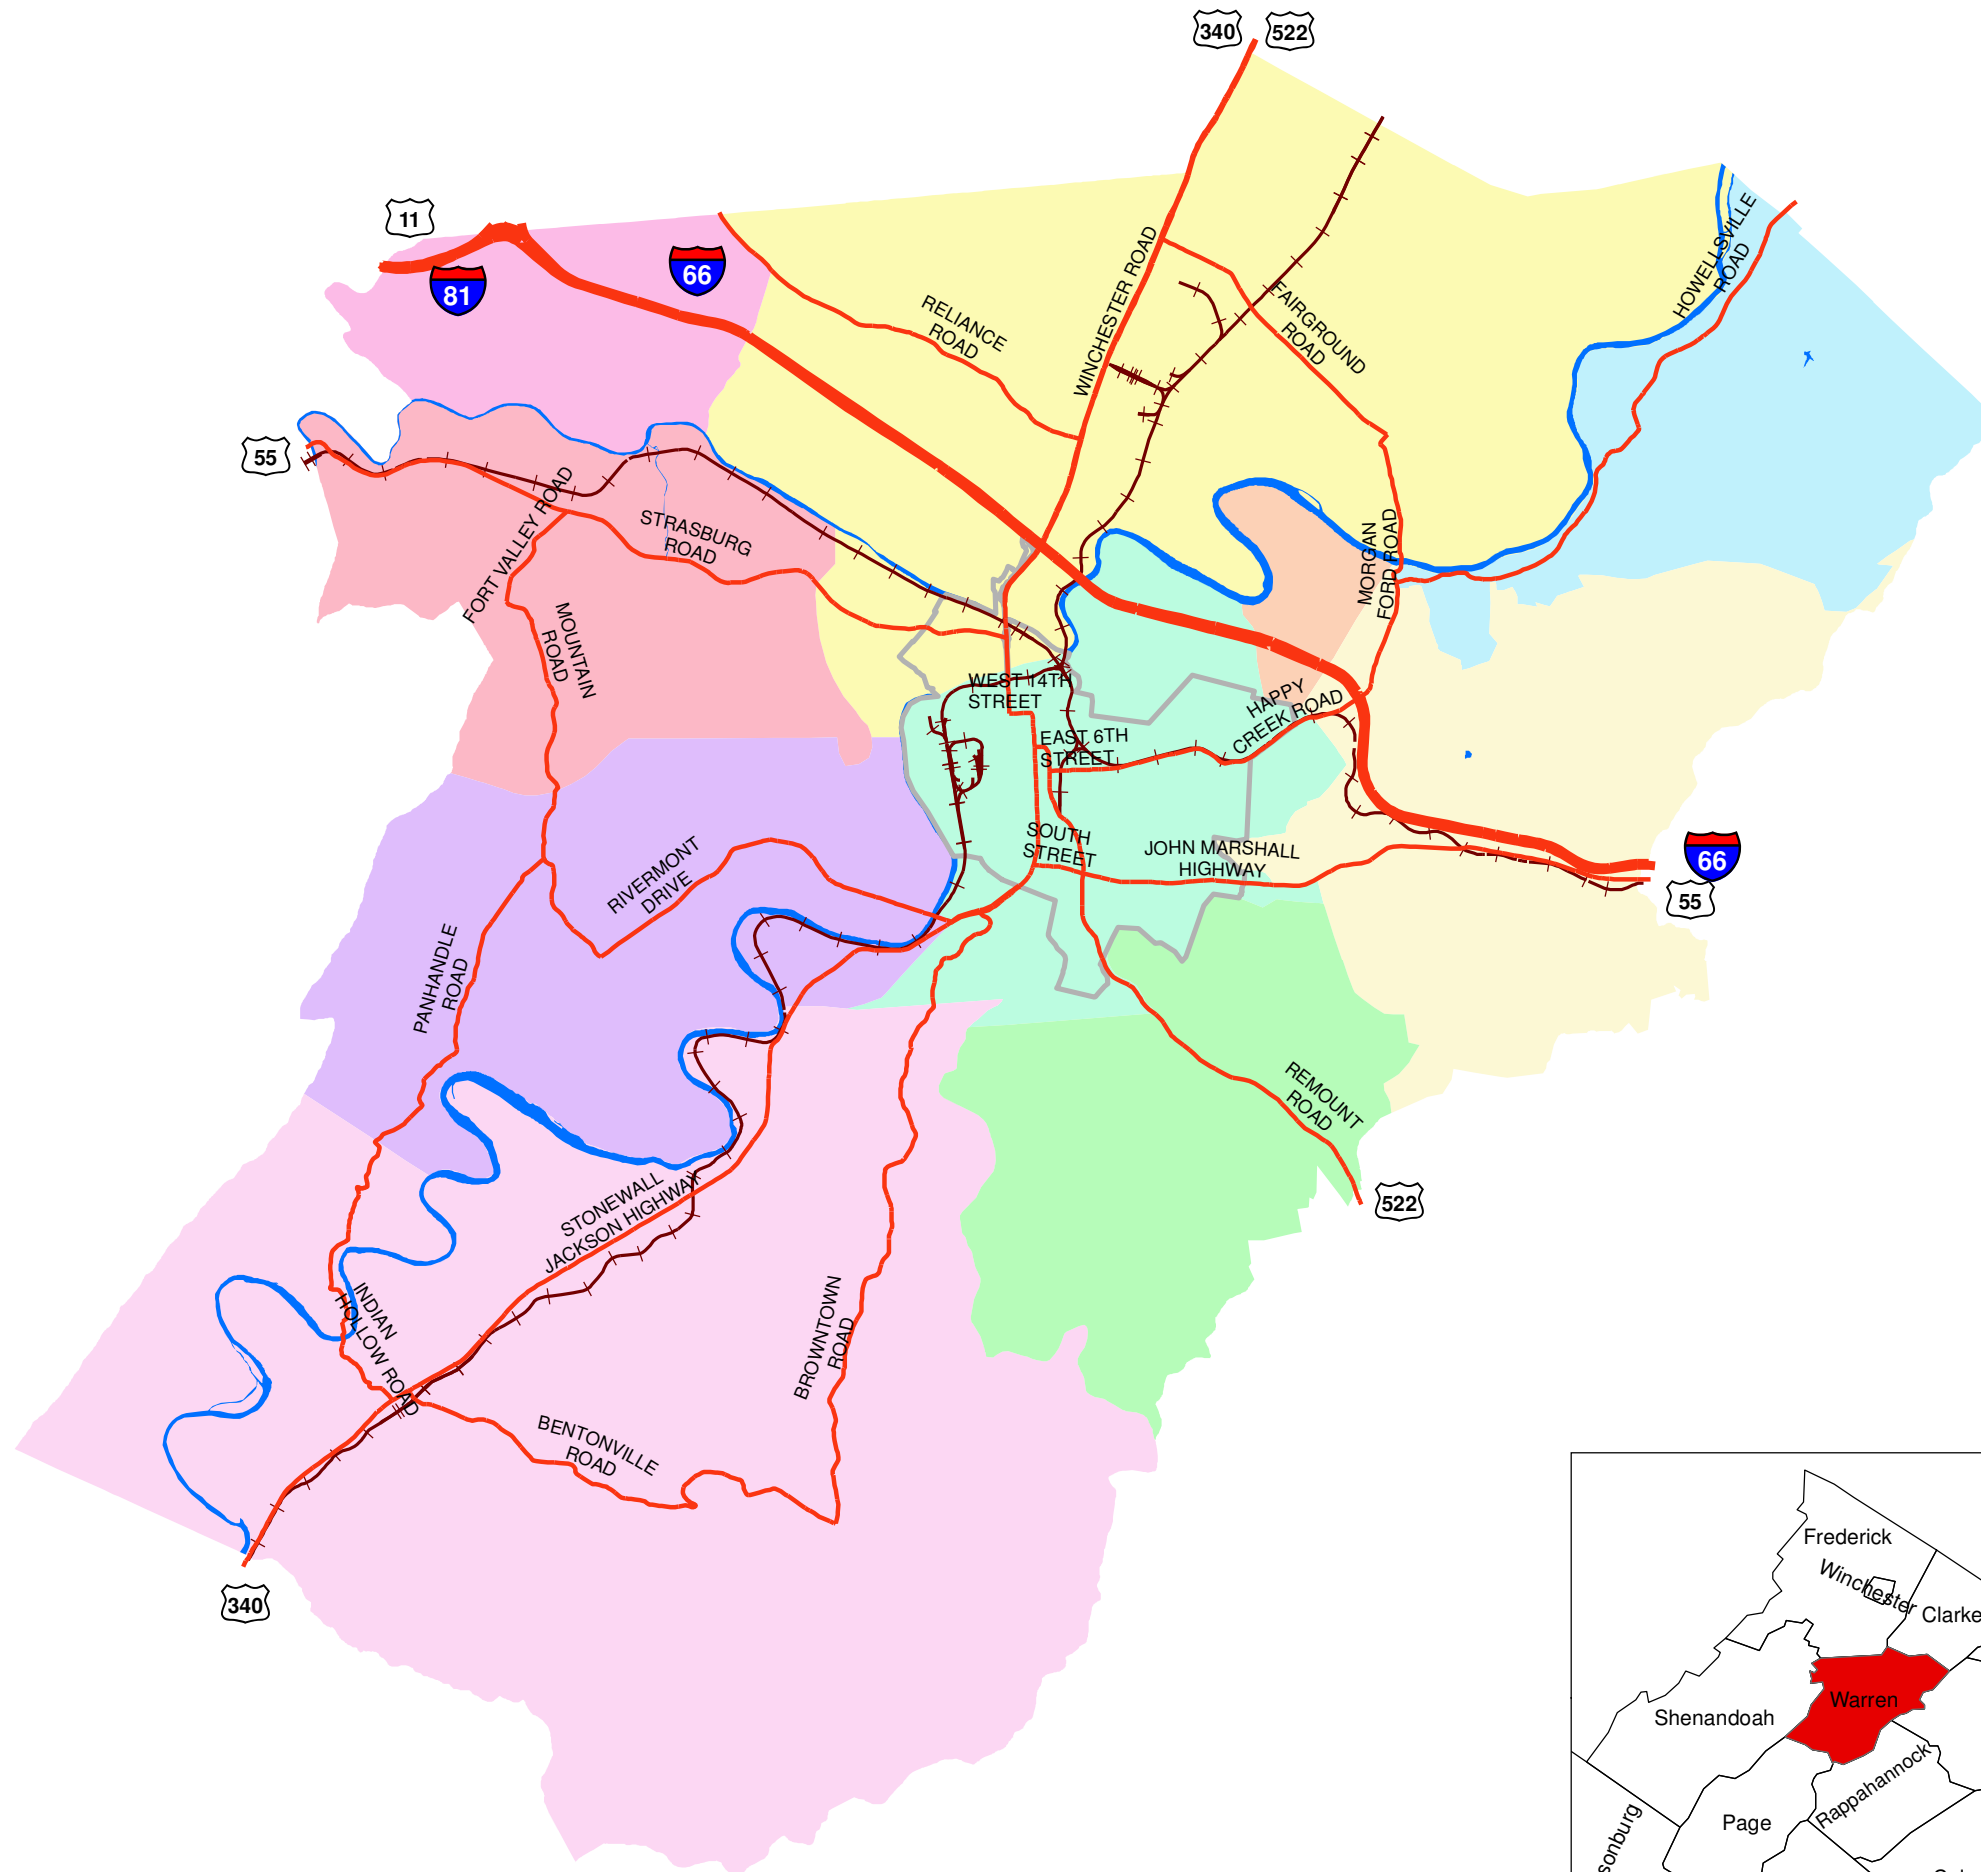 340
522
11
81
66
WINCHESTER ROAD
RELIANCE
ROAD
FAIRGROUND
ROAD
HOWELLSVILLE
ROAD
55
FORT VALLEY ROAD
STRASBURG
ROAD
MORGAN
FORD ROAD
MOUNTAIN
ROAD
WEST 14TH
STREET
HAPPY
CREEK ROAD
EAST 6TH
STREET
SOUTH
STREET
JOHN MARSHALL
HIGHWAY
66
55
RIVERMONT
DRIVE
PANHANDLE
ROAD
REMOUNT
ROAD
522
STONEWALL
JACKSON HIGHWAY
INDIAN
HOLLOW ROAD
BROWNTOWN
ROAD
BENTONVILLE
ROAD
340
Frederick
Winchester
Clarke
Warren
Shenandoah
Rappahannock
Page
sonburg